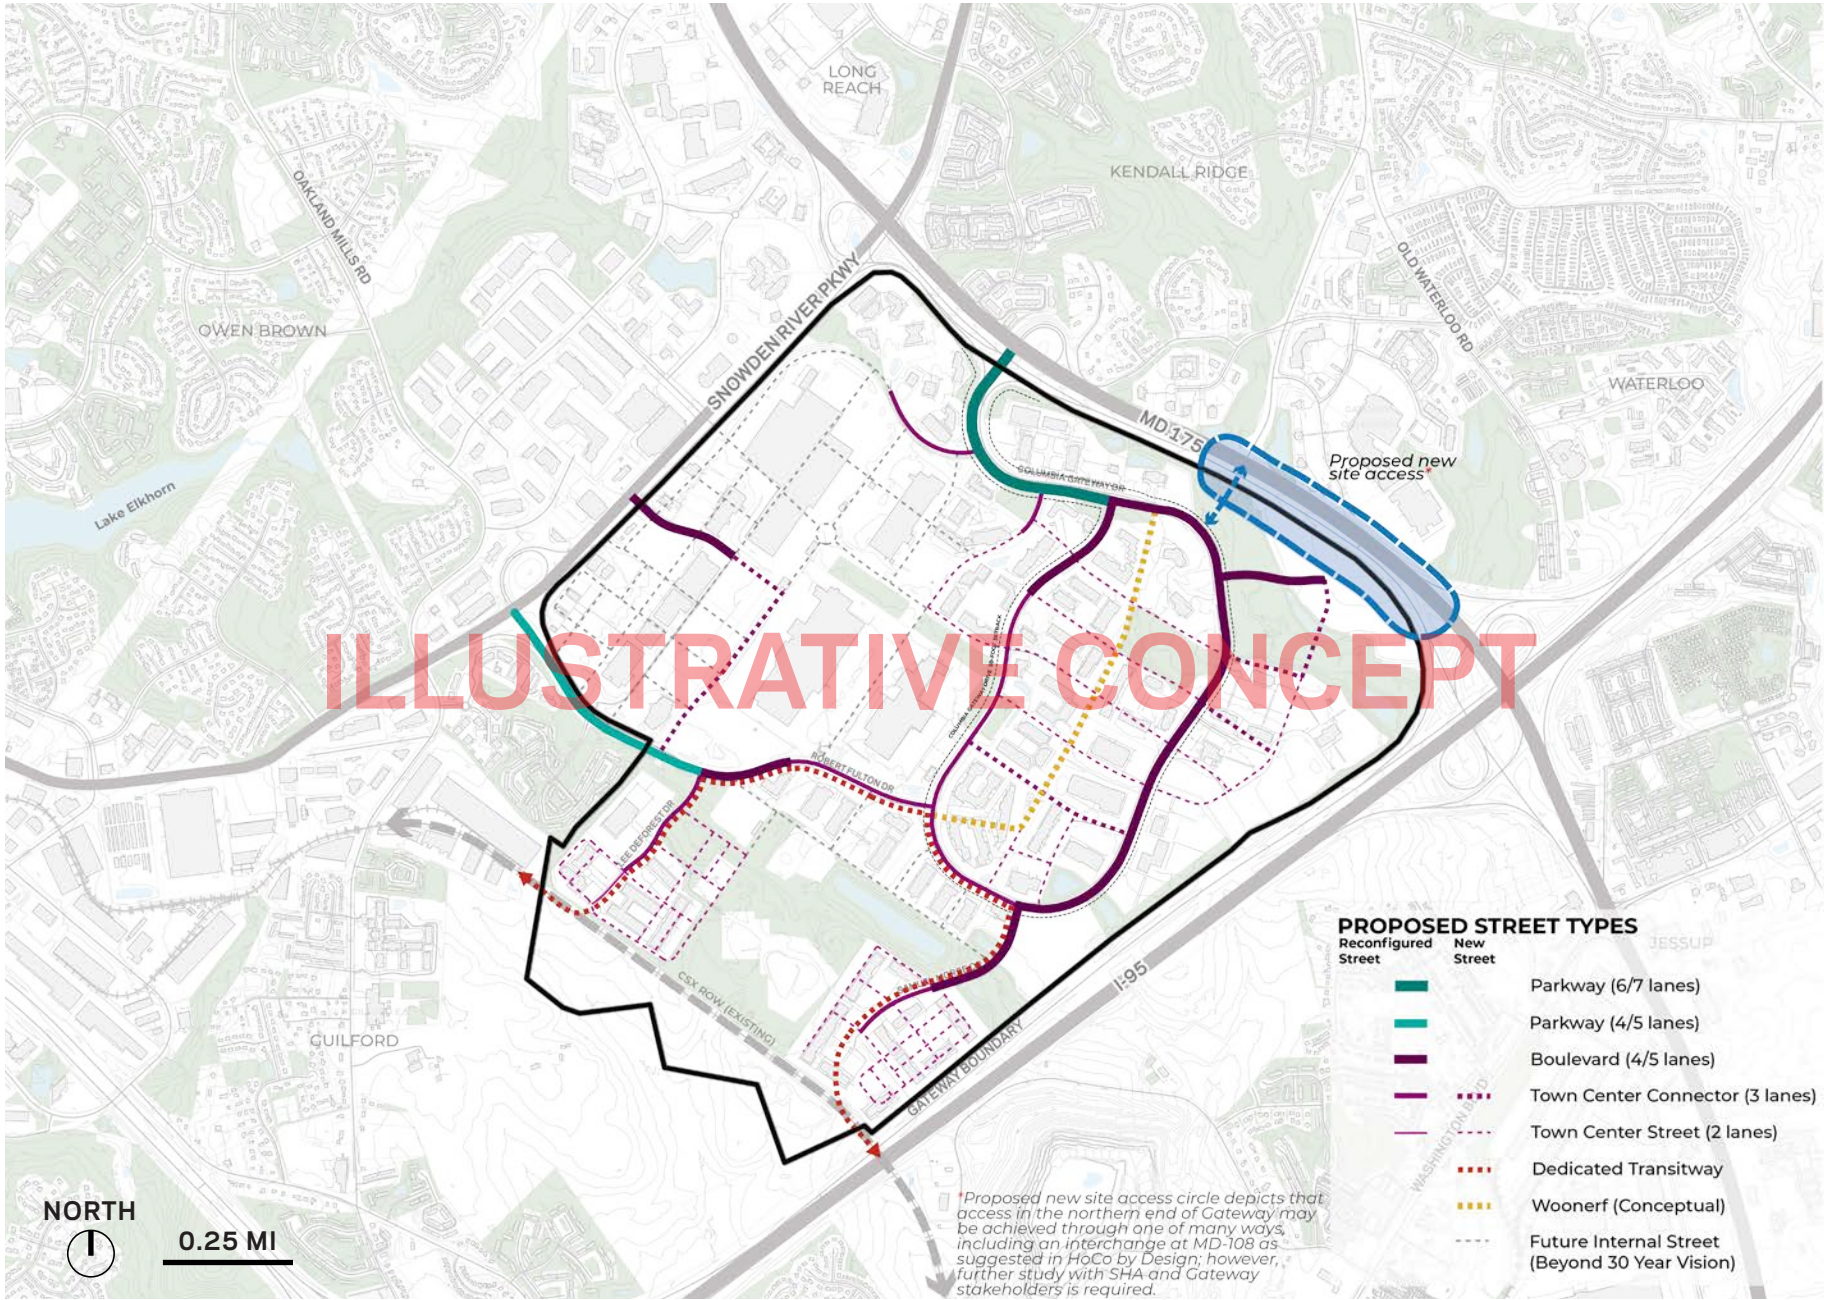 LONG
REACH
KENDALL RIDGE
OAKLAND MILLS RD
OLD WATERLOO RD
SNOWDEN RIVER PKWY
OWEN BROWN
WATERLOO
MD 175
Proposed new
site access*
COLUMBIA GATEWAY DR
Lake Elkhorn
ILLUSTRATIVE CONCEPT
ROBERT FULTON DR
LEE DEFOREST DR
CSX ROW (EXISTING)
I-95
GATEWAY BOUNDARY
GUILFORD
JESSUP
WASHINGTON BLVD
PROPOSED STREET TYPES
Reconfigured
Street
New
Street
Parkway (6/7 lanes)
Parkway (4/5 lanes)
Boulevard (4/5 lanes)
Town Center Connector (3 lanes)
Town Center Street (2 lanes)
Dedicated Transitway
Woonerf (Conceptual)
Future Internal Street
(Beyond 30 Year Vision)
NORTH
0.25 MI
*Proposed new site access circle depicts that
access in the northern end of Gateway may
be achieved through one of many ways,
including an interchange at MD-108 as
suggested in HoCo by Design; however,
further study with SHA and Gateway
stakeholders is required.